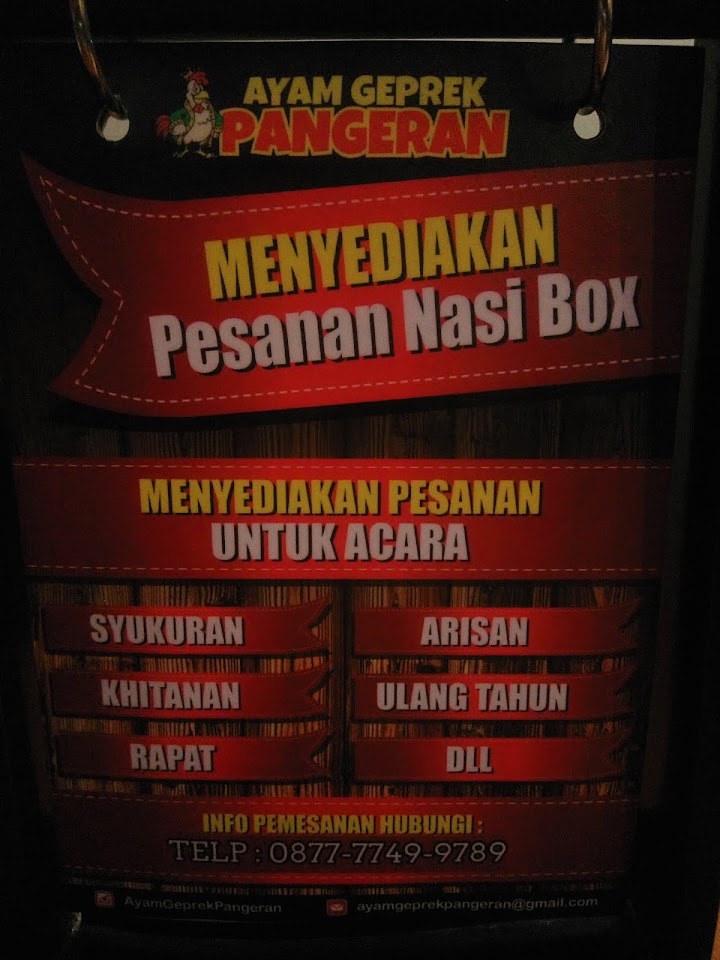 AYAM GEPREK
PANGERAN
MENYEDIAKAN
Pesanan Nasi Box
MENYEDIAKAN PESANAN
UNTUK ACARA
SYUKURAN
ARISAN
KHITANAN
ULANG TAHUN
RAPAT
DLL
INFO PEMESANAN HUBUNGI :
TELP : 0877-7749-9789
AyamGeprekPangeran
ayamgeprekpangeran@gmail.com